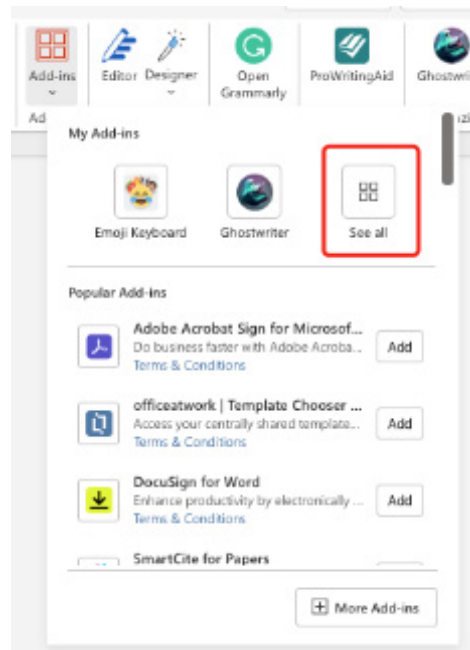 Add-ins
Editor
Designer
Open
Grammarly
ProWritingAid
Ghostwri
Ad
My Add-ins
Emoji Keyboard
Ghostwriter
See all
Popular Add-ins
Adobe Acrobat Sign for Microsof...
Do business faster with Adobe Acroba...
Terms & Conditions
Add
officeatwork | Template Chooser ...
Access your centrally shared template...
Terms & Conditions
Add
DocuSign for Word
Enhance productivity by electronically ...
Terms & Conditions
Add
SmartCite for Papers
More Add-ins